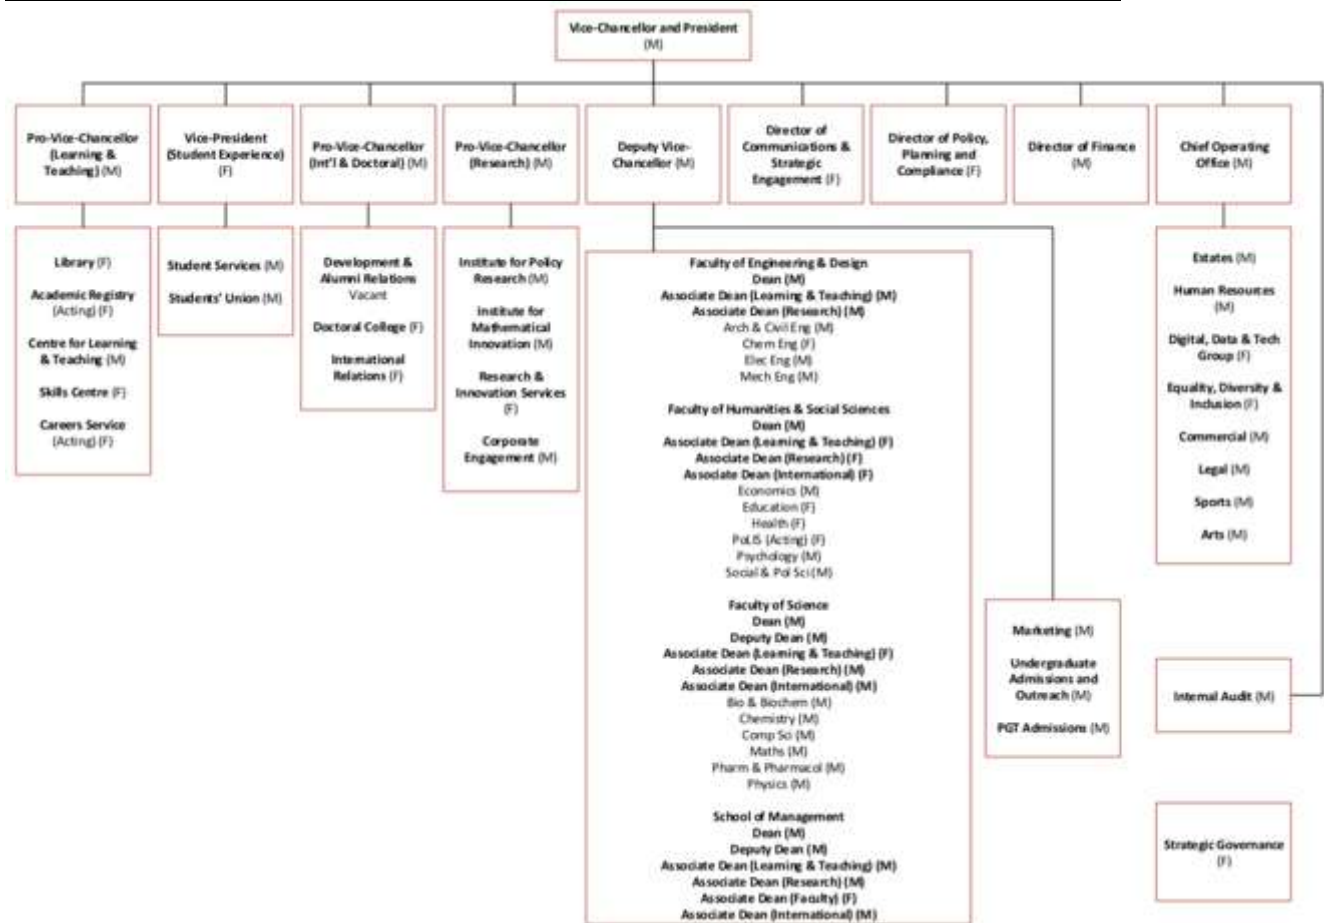 Vice-Chancellor and President
(M)
Pro-Vice-Chancellor
(Learning &
Teaching) (M)
Vice-President
(Student Experience)
(F)
Pro-Vice-Chancellor
(Int'l & Doctoral) (M)
Pro-Vice-Chancellor
(Research) (M)
Deputy Vice-
Chancellor (M)
Director of
Communications &
Strategic
Engagement (F)
Director of Policy,
Planning and
Compliance (F)
Director of Finance
(M)
Chief Operating
Office (M)
Library (F)
Academic Registry
(Acting) (F)
Centre for Learning
& Teaching (M)
Skills Centre (F)
Careers Service
(Acting) (F)
Student Services (M)
Students' Union (M)
Development &
Alumni Relations
Vacant
Doctoral College (F)
International
Relations (F)
Institute for Policy
Research (M)
Institute for
Mathematical
Innovation (M)
Research &
Innovation Services
(F)
Corporate
Engagement (M)
Faculty of Engineering & Design
Dean (M)
Associate Dean (Learning & Teaching) (M)
Associate Dean (Research) (M)
Arch & Civil Eng (M)
Chem Eng (F)
Elec Eng (M)
Mech Eng (M)
Faculty of Humanities & Social Sciences
Dean (M)
Associate Dean (Learning & Teaching) (F)
Associate Dean (Research) (F)
Associate Dean (International) (F)
Economics (M)
Education (F)
Health (F)
PoLIS (Acting) (F)
Psychology (M)
Social & Pol Sci (M)
Faculty of Science
Dean (M)
Deputy Dean (M)
Associate Dean (Learning & Teaching) (F)
Associate Dean (Research) (M)
Associate Dean (International) (M)
Bio & Biochem (M)
Chemistry (M)
Comp Sci (M)
Maths (M)
Pharm & Pharmacol (M)
Physics (M)
School of Management
Dean (M)
Deputy Dean (M)
Associate Dean (Learning & Teaching) (M)
Associate Dean (Research) (M)
Associate Dean (Faculty) (F)
Associate Dean (International) (M)
Marketing (M)
Undergraduate
Admissions and
Outreach (M)
PGT Admissions (M)
Estates (M)
Human Resources
(M)
Digital, Data & Tech
Group (F)
Equality, Diversity &
Inclusion (F)
Commercial (M)
Legal (M)
Sports (M)
Arts (M)
Internal Audit (M)
Strategic Governance
(F)